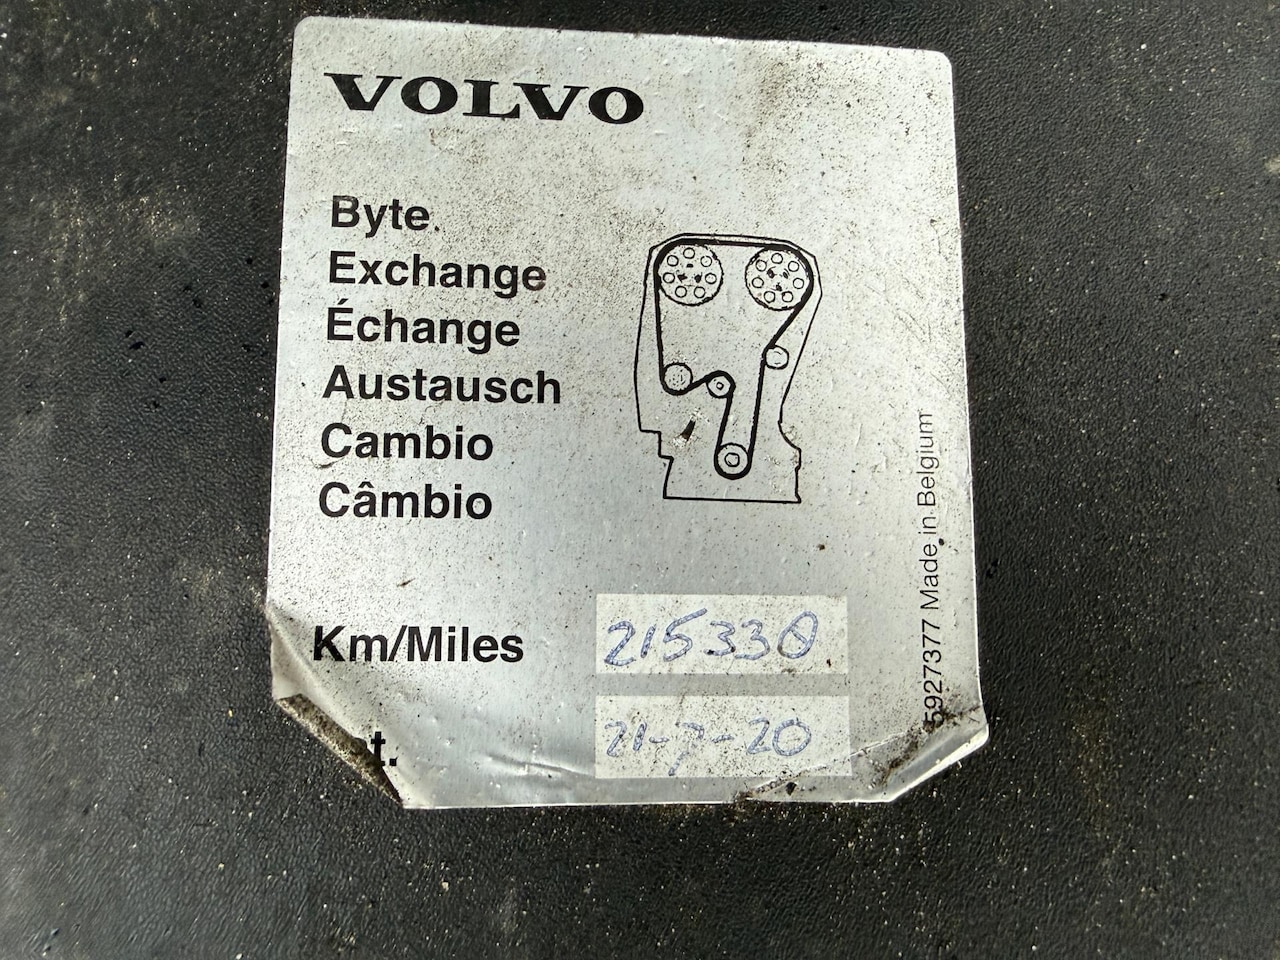 VOLVO
Byte
Exchange
Échange
Austausch
Cambio
Câmbio
Km/Miles 215330
t. 21-7-20
5927377 Made in Belgium